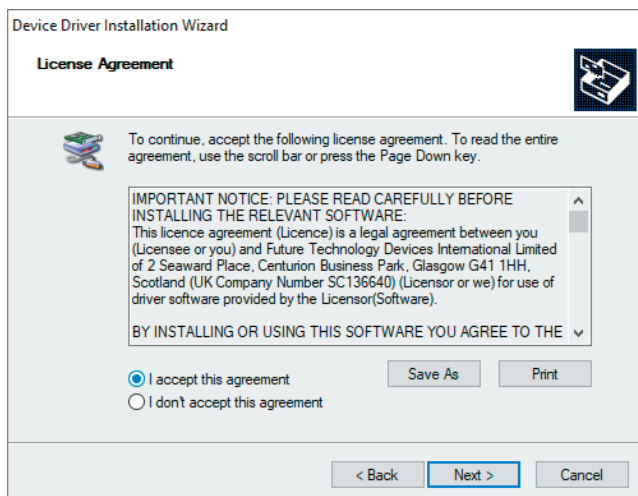 Device Driver Installation Wizard
License Agreement
To continue, accept the following license agreement. To read the entire
agreement, use the scroll bar or press the Page Down key.
IMPORTANT NOTICE: PLEASE READ CAREFULLY BEFORE
INSTALLING THE RELEVANT SOFTWARE:
This licence agreement (Licence) is a legal agreement between you
(Licensee or you) and Future Technology Devices International Limited
of 2 Seaward Place, Centurion Business Park, Glasgow G41 1HH,
Scotland (UK Company Number SC136640) (Licensor or we) for use of
driver software provided by the Licensor(Software).
BY INSTALLING OR USING THIS SOFTWARE YOU AGREE TO THE
I accept this agreement
Save As
Print
I don't accept this agreement
< Back
Next >
Cancel